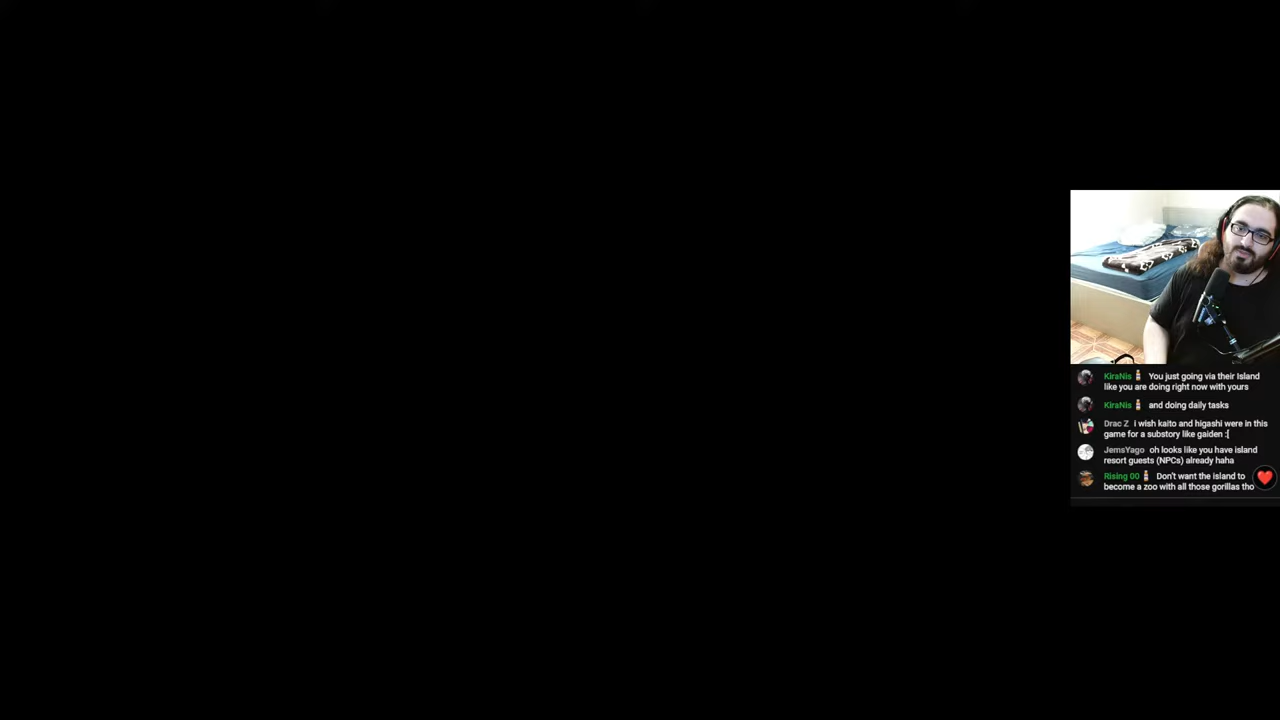 KiraNis You just going via their Island
like you are doing right now with yours
KiraNis and doing daily tasks
Drac Z i wish kaito and higashi were in this
game for a substory like gaiden :[
JemsYago oh looks like you have island
resort guests (NPCs) already haha
Rising 00 Don't want the island to
become a zoo with all those gorillas tho